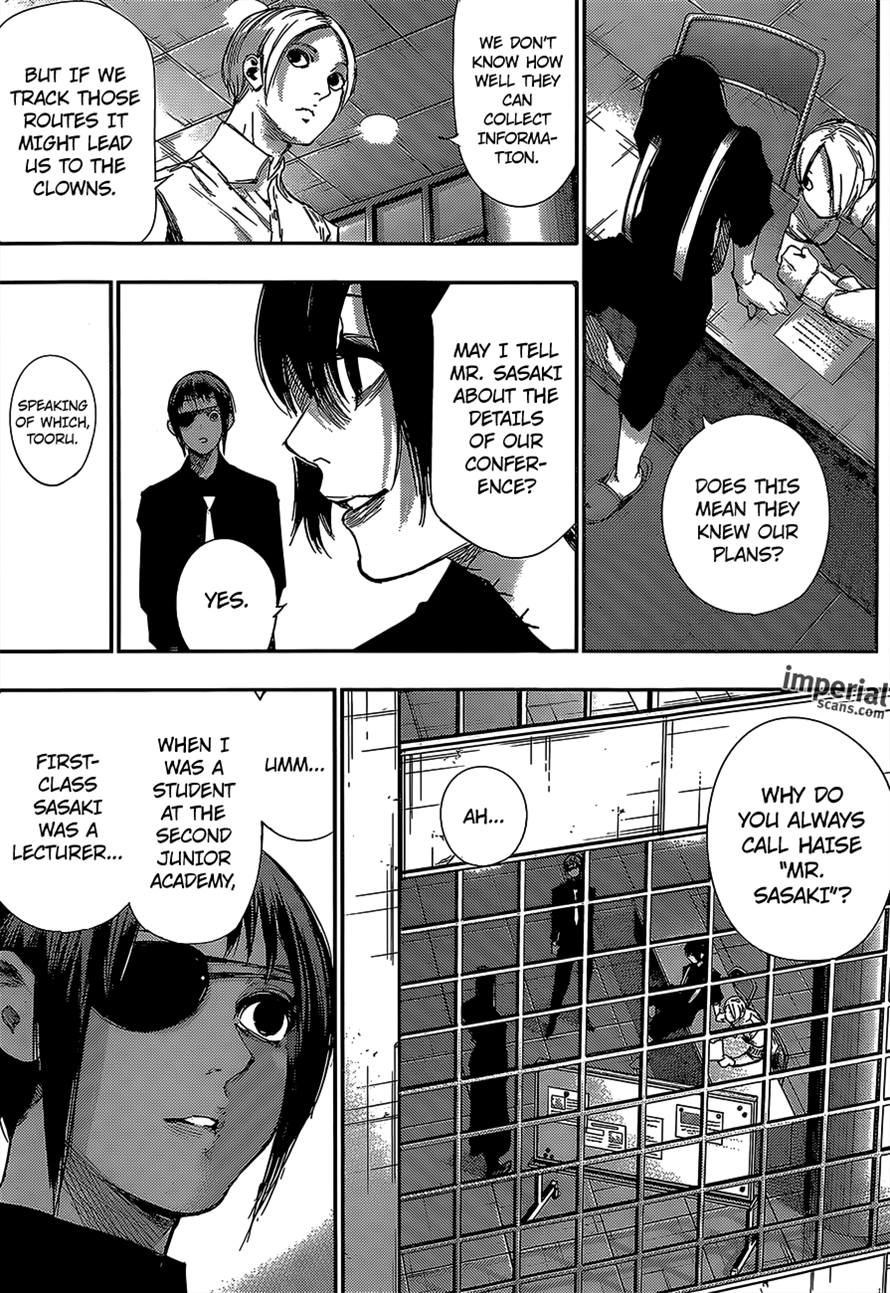 DOES THIS
MEAN THEY
KNEW OUR
PLANS?
WE DON'T
KNOW HOW
WELL THEY
CAN
COLLECT
INFORMA-
TION.
BUT IF WE
TRACK THOSE
ROUTES IT
MIGHT LEAD
US TO THE
CLOWNS.
MAY I TELL
MR. SASAKI
ABOUT THE
DETAILS
OF OUR
CONFER-
ENCE?
YES.
SPEAKING
OF WHICH,
TOORU.
imperial
scans.com
WHY DO
YOU ALWAYS
CALL HAISE
"MR.
SASAKI"?
AH...
UMM...
WHEN I
WAS A
STUDENT
AT THE
SECOND
JUNIOR
ACADEMY,
FIRST-
CLASS
SASAKI
WAS A
LECTURER...